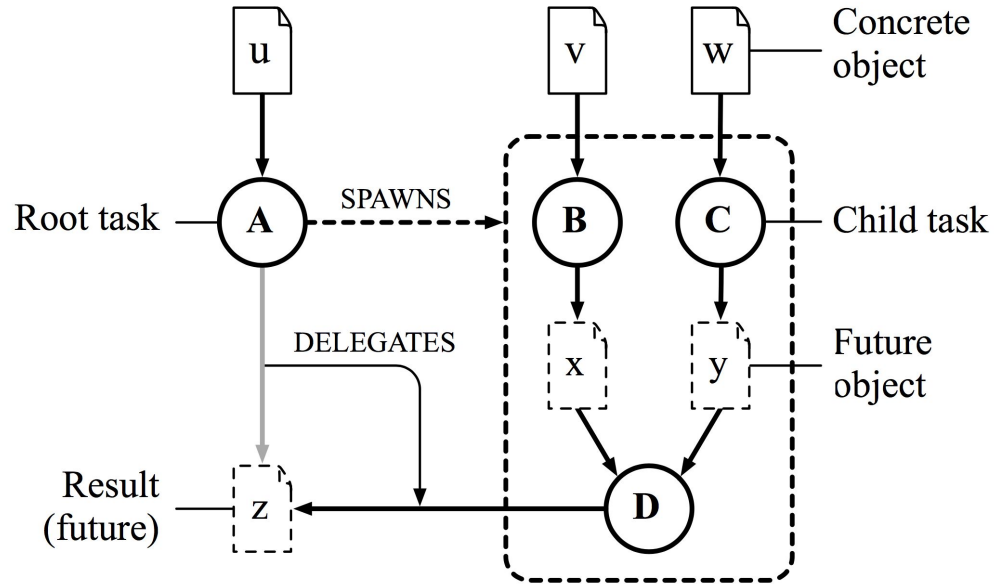 u
v
w
Concrete
object
Root task
A
SPAWNS
B
C
Child task
DELEGATES
x
y
Future
object
Result
(future)
z
D